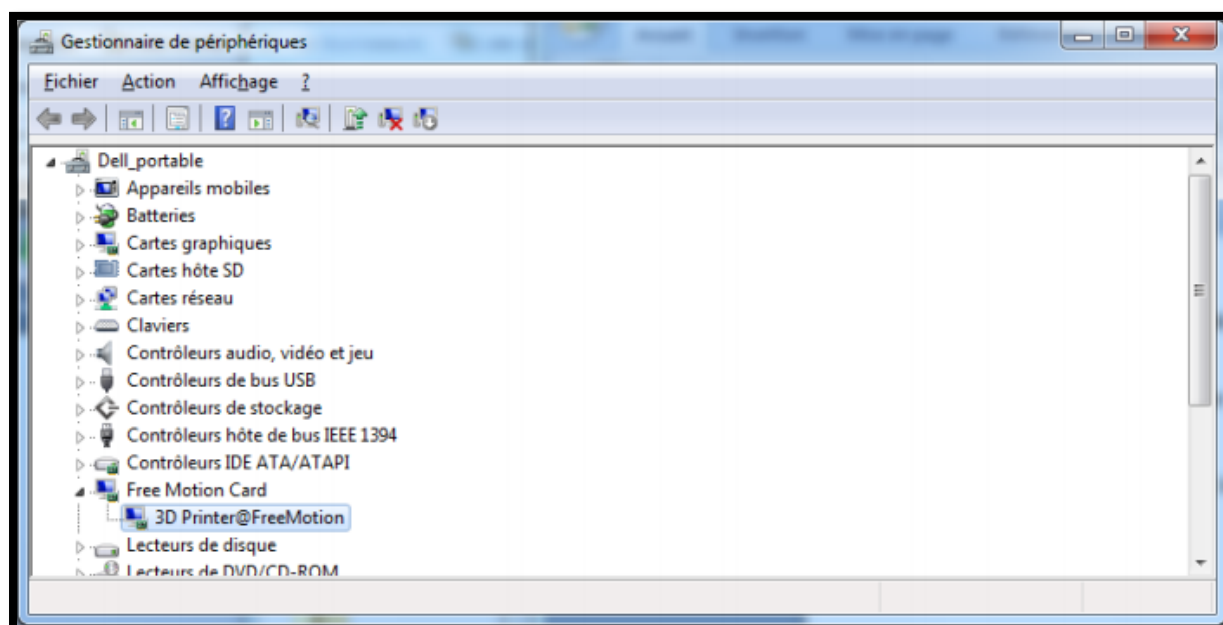 Gestionnaire de périphériques
Fichier Action Affichage ?
Dell_portable
Appareils mobiles
Batteries
Cartes graphiques
Cartes hôte SD
Cartes réseau
Claviers
Contrôleurs audio, vidéo et jeu
Contrôleurs de bus USB
Contrôleurs de stockage
Contrôleurs hôte de bus IEEE 1394
Contrôleurs IDE ATA/ATAPI
Free Motion Card
3D Printer@FreeMotion
Lecteurs de disque
Lecteurs de DVD/CD-ROM